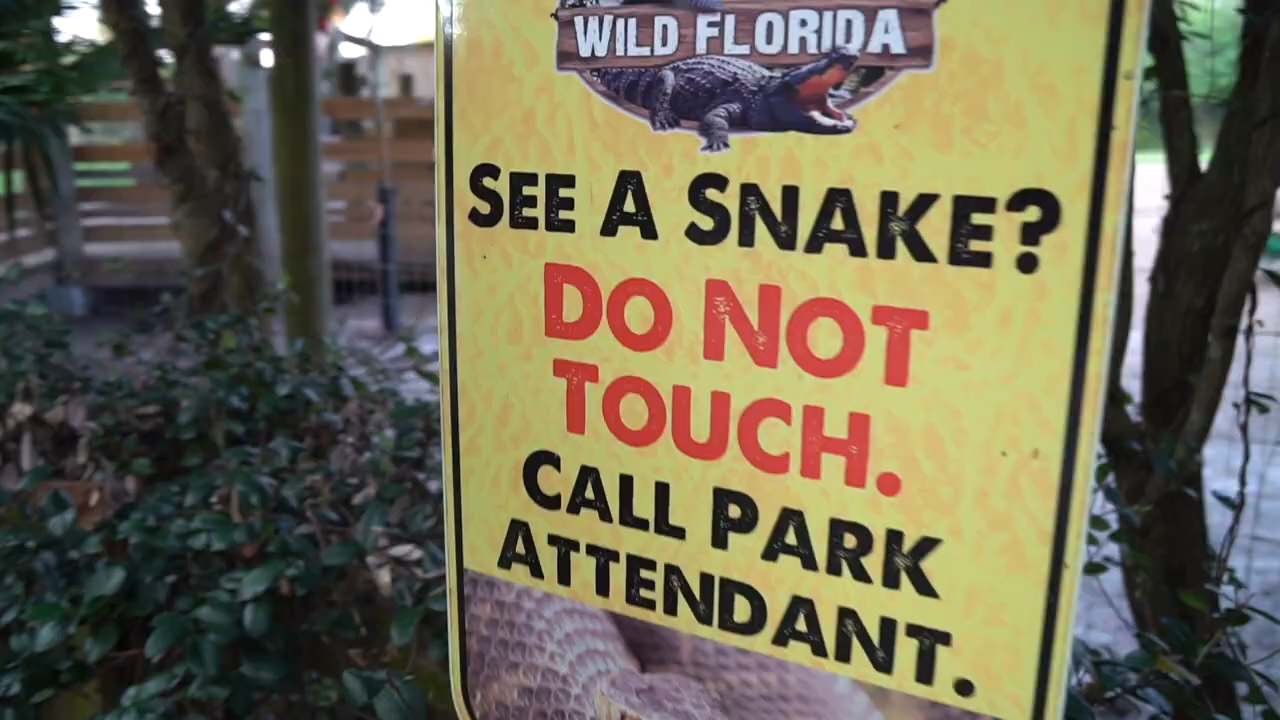 WILD FLORIDA
SEE A SNAKE?
DO NOT
TOUCH.
CALL PARK
ATTENDANT.